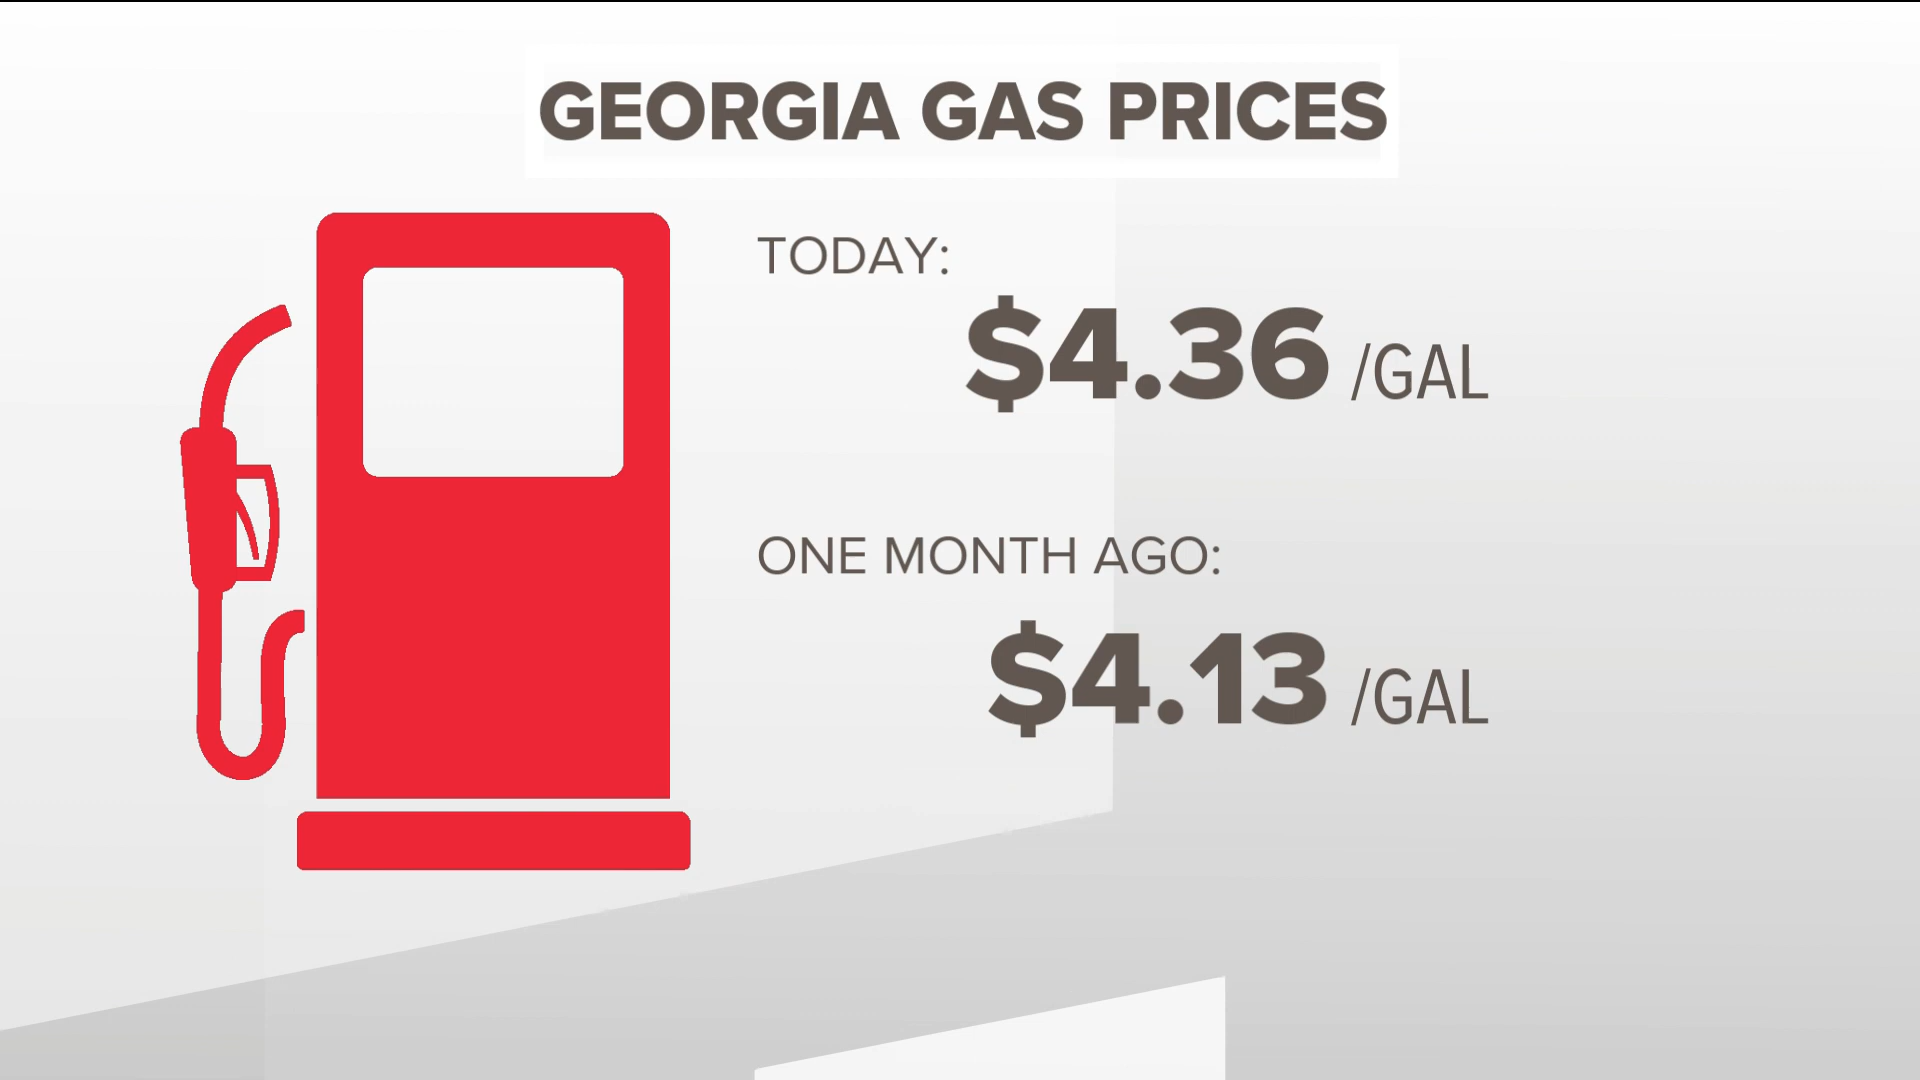 GEORGIA GAS PRICES
TODAY:
$4.36 /GAL
ONE MONTH AGO:
$4.13 /GAL